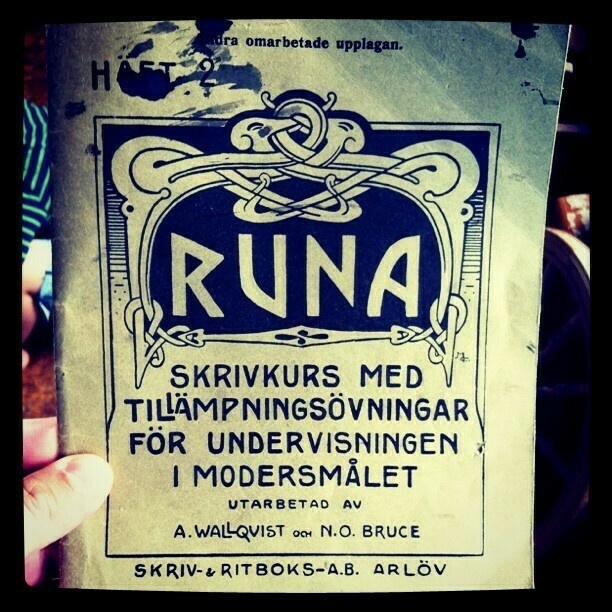 omarbetade upplagan.
HÄFT 2
RUNA
SKRIVKURS MED
TILLÄMPNINGSÖVNINGAR
FÖR UNDERVISNINGEN
I MODERSMÅLET
UTARBETAD AV
A. WALLQVIST OCH N.O. BRUCE
SKRIV- & RITBOKS-A.B. ARLÖV